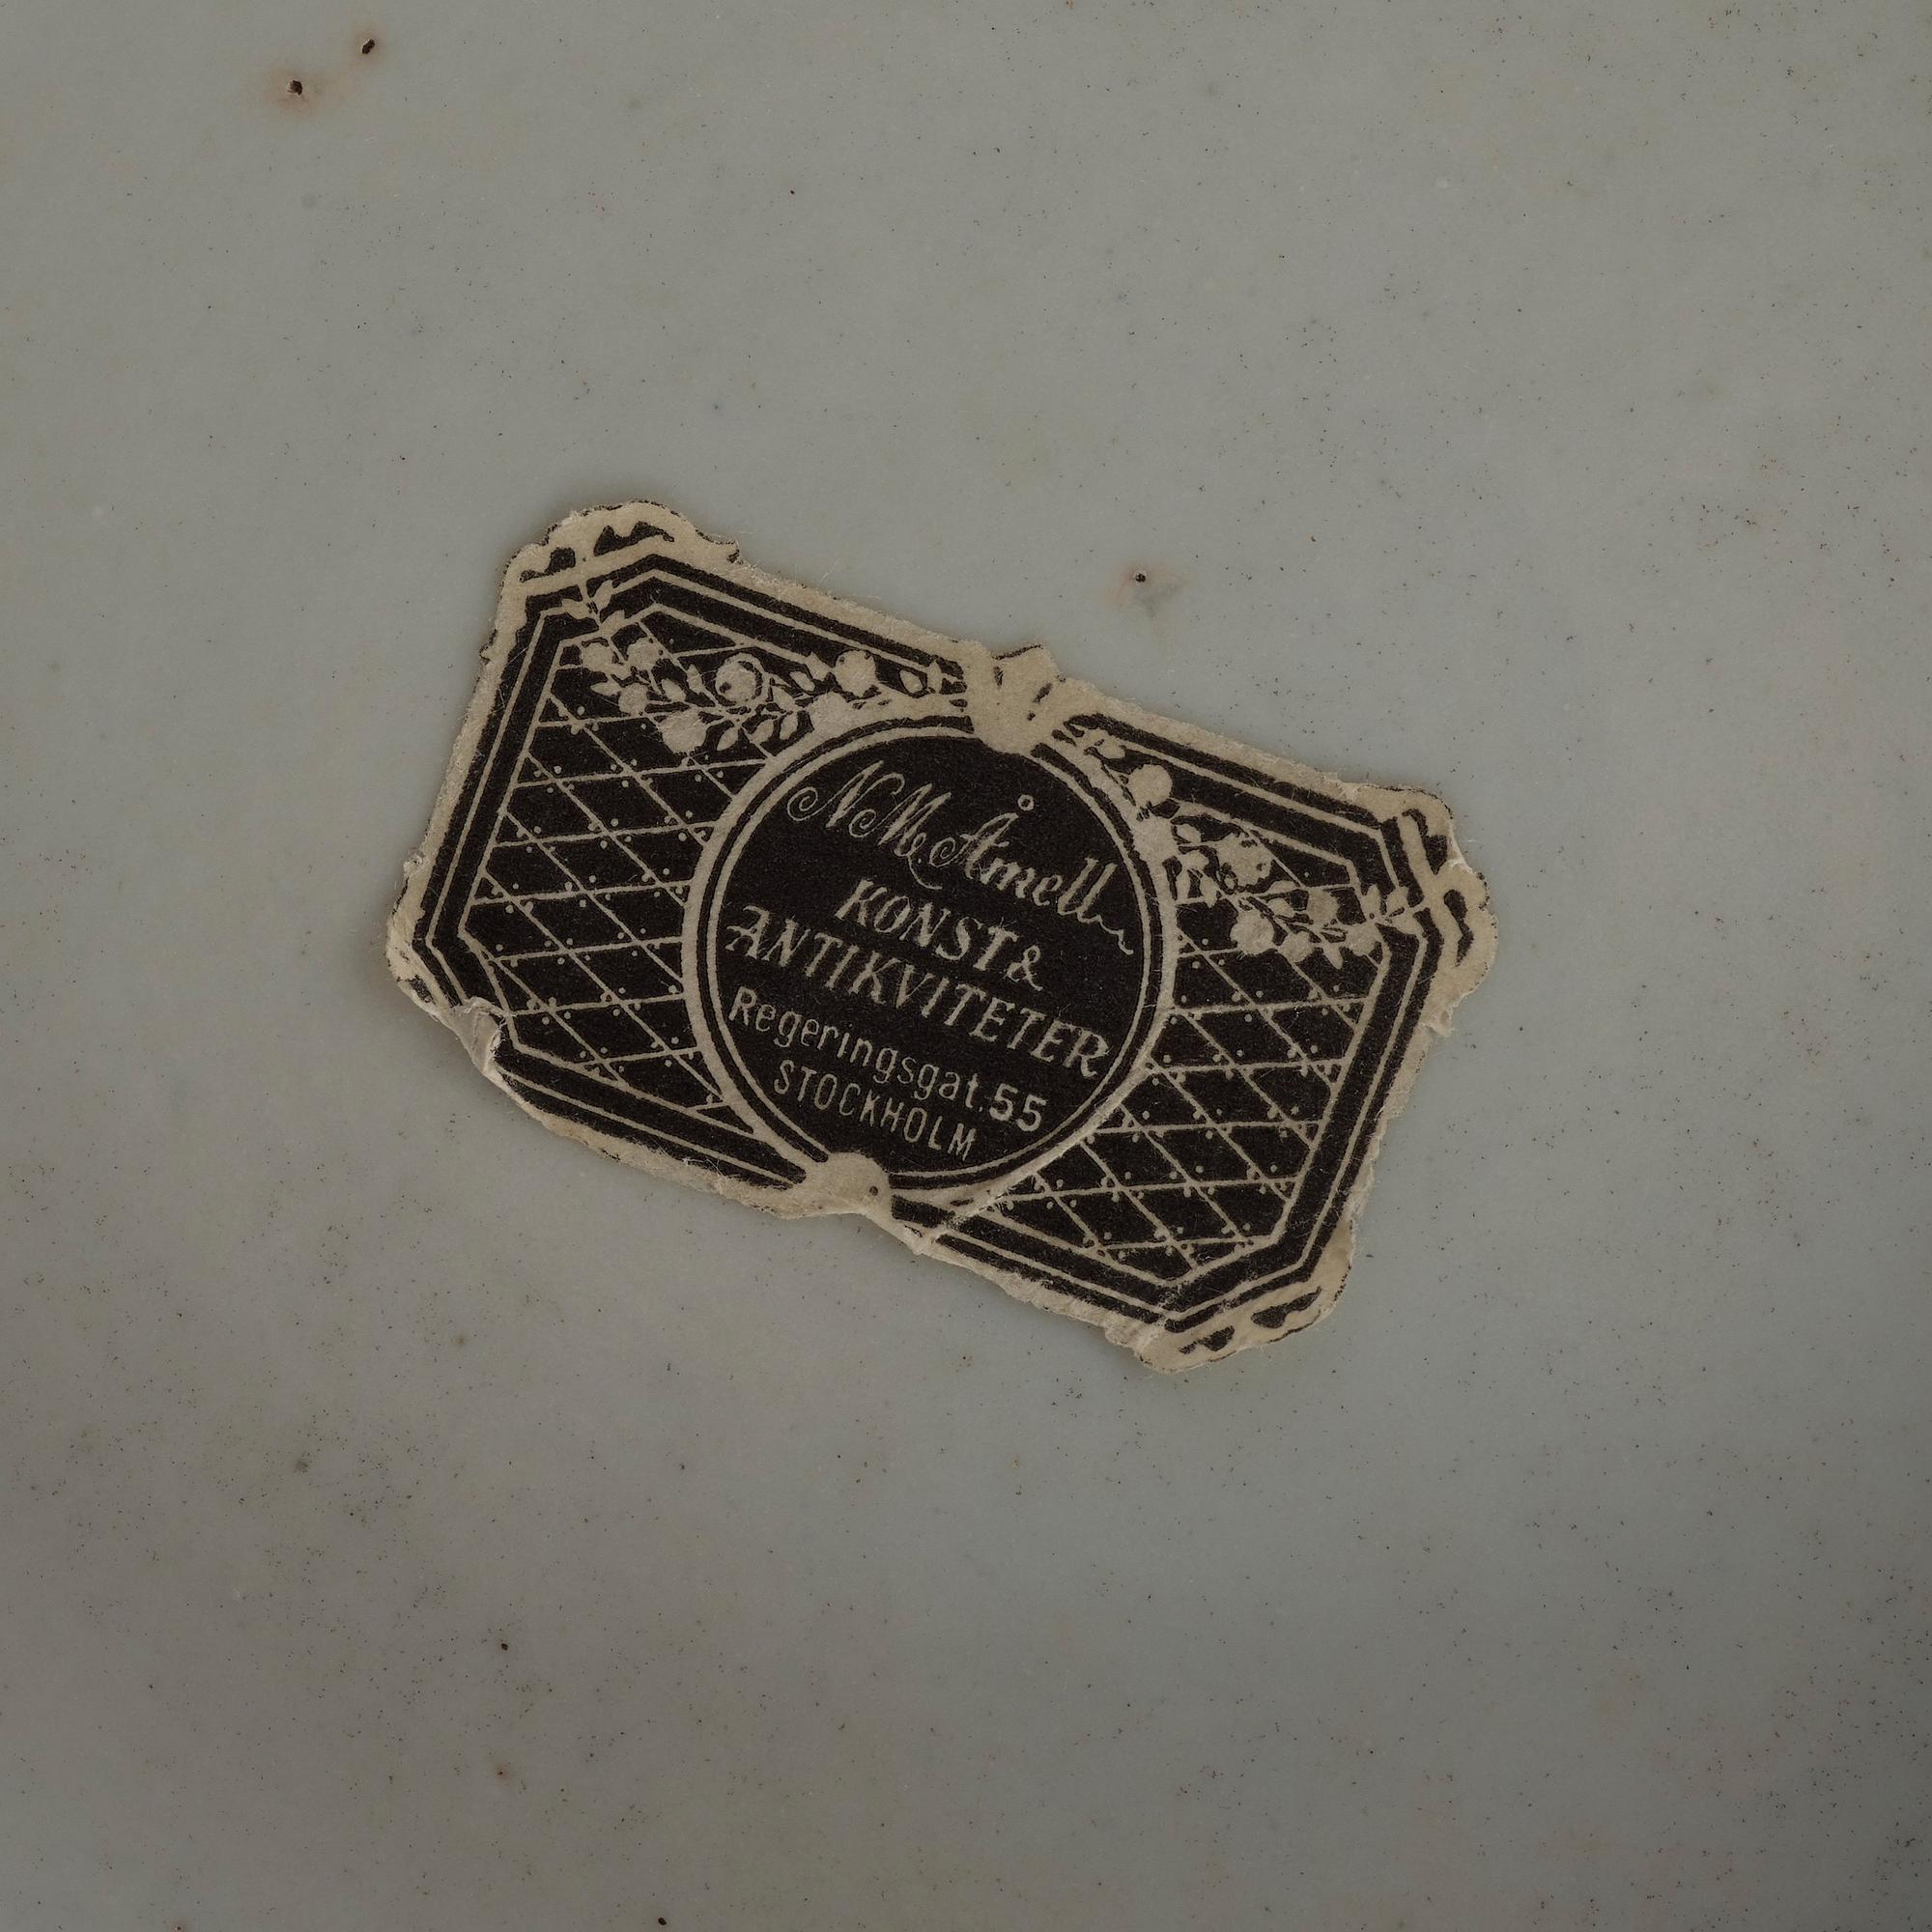 N.M. Åmell
KONST &
ANTIKVITETER
Regeringsgat. 55
STOCKHOLM